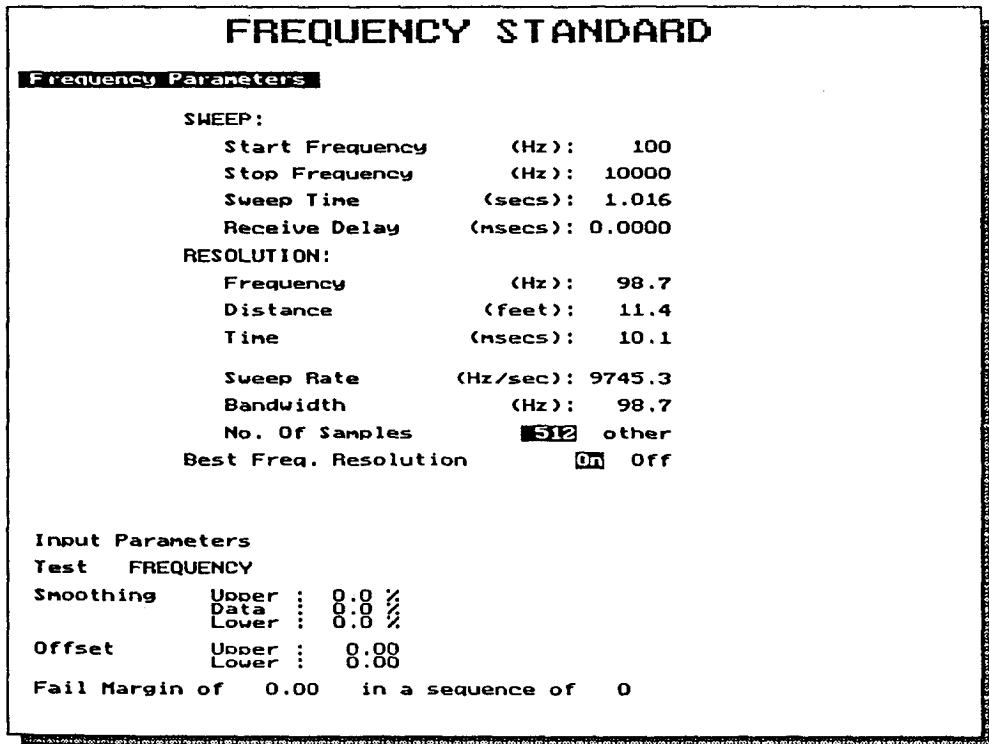 FREQUENCY STANDARD
Frequency Parameters
SWEEP:
Start Frequency (Hz): 100
Stop Frequency (Hz): 10000
Sweep Time (secs): 1.016
Receive Delay (msecs): 0.0000
RESOLUTION:
Frequency (Hz): 98.7
Distance (feet): 11.4
Time (msecs): 10.1
Sweep Rate (Hz/sec): 9745.3
Bandwidth (Hz): 98.7
No. Of Samples 512 other
Best Freq. Resolution On Off
Input Parameters
Test FREQUENCY
Smoothing Upper : 0.0 %
Data : 0.0 %
Lower : 0.0 %
Offset Upper : 0.00
Lower : 0.00
Fail Margin of 0.00 in a sequence of 0